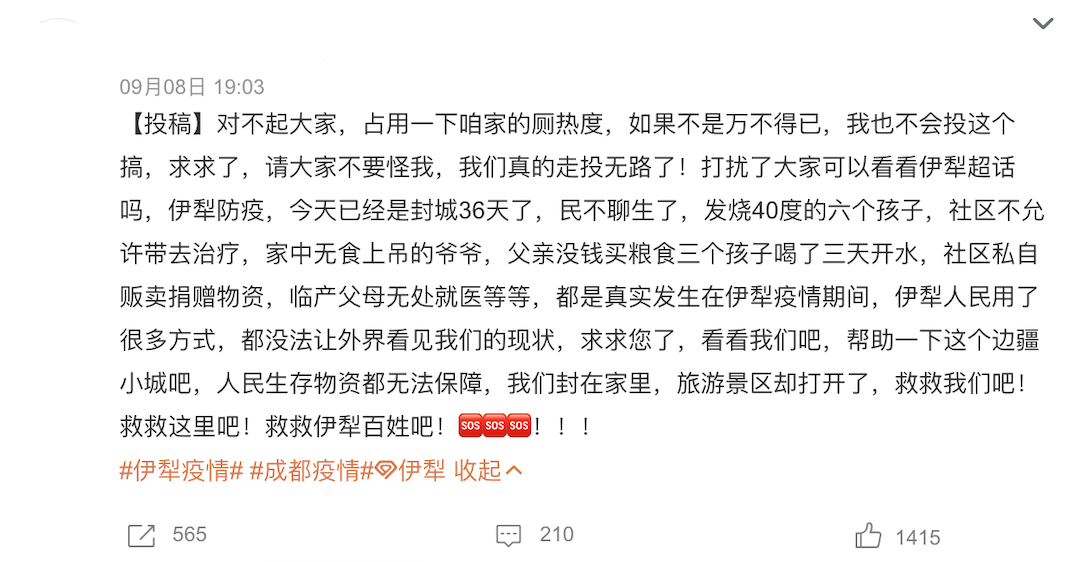 09月08日 19:03
【投稿】对不起大家，占用一下咱家的厕热度，如果不是万不得已，我也不会投这个
搞，求求了，请大家不要怪我，我们真的走投无路了！打扰了大家可以看看伊犁超话
吗，伊犁防疫，今天已经是封城36天了，民不聊生了，发烧40度的六个孩子，社区不允
许带去治疗，家中无食上吊的爷爷，父亲没钱买粮食三个孩子喝了三天开水，社区私自
贩卖捐赠物资，临产父母无处就医等等，都是真实发生在伊犁疫情期间，伊犁人民用了
很多方式，都没法让外界看见我们的现状，求求您了，看看我们吧，帮助一下这个边疆
小城吧，人民生存物资都无法保障，我们封在家里，旅游景区却打开了，救救我们吧！
救救这里吧！救救伊犁百姓吧！🆘🆘🆘！！！
#伊犁疫情# #成都疫情#伊犁 收起
565 210 1415